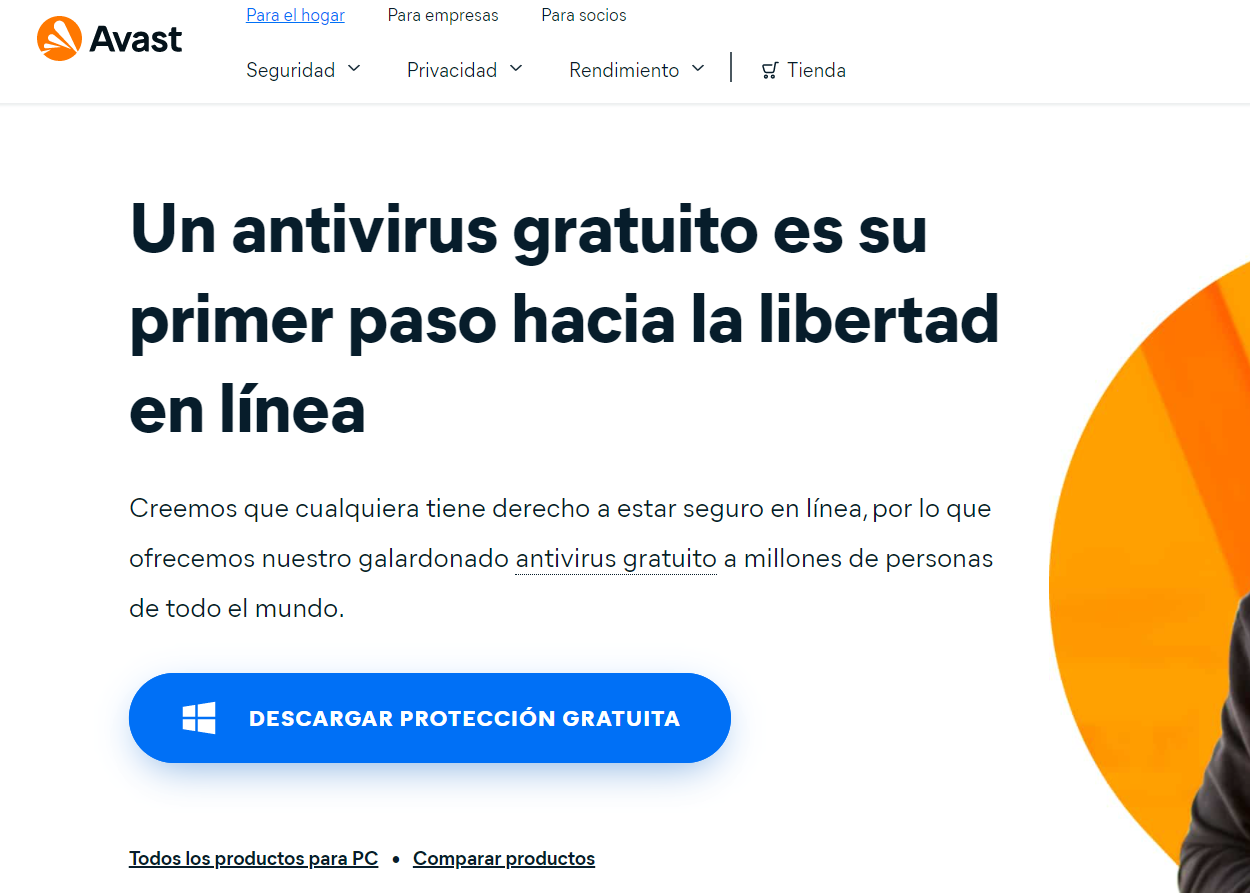 Avast
Para el hogar Para empresas Para socios
Seguridad Privacidad Rendimiento Tienda
Un antivirus gratuito es su
primer paso hacia la libertad
en línea
Creemos que cualquiera tiene derecho a estar seguro en línea, por lo que
ofrecemos nuestro galardonado antivirus gratuito a millones de personas
de todo el mundo.
DESCARGAR PROTECCIÓN GRATUITA
Todos los productos para PC • Comparar productos